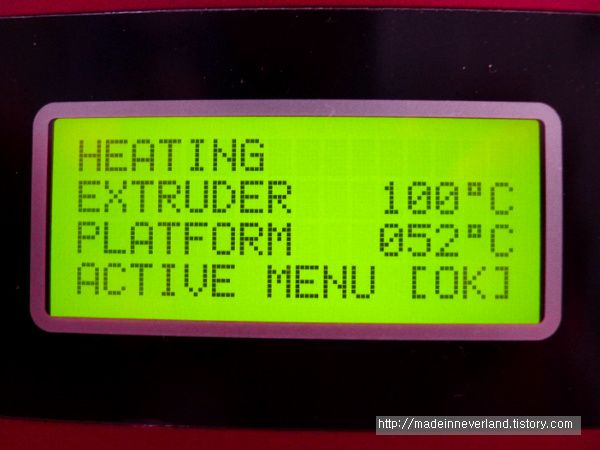 HEATING
EXTRUDER 100°C
PLATFORM 052°C
ACTIVE MENU [OK]
http://madeinneverland.tistory.com